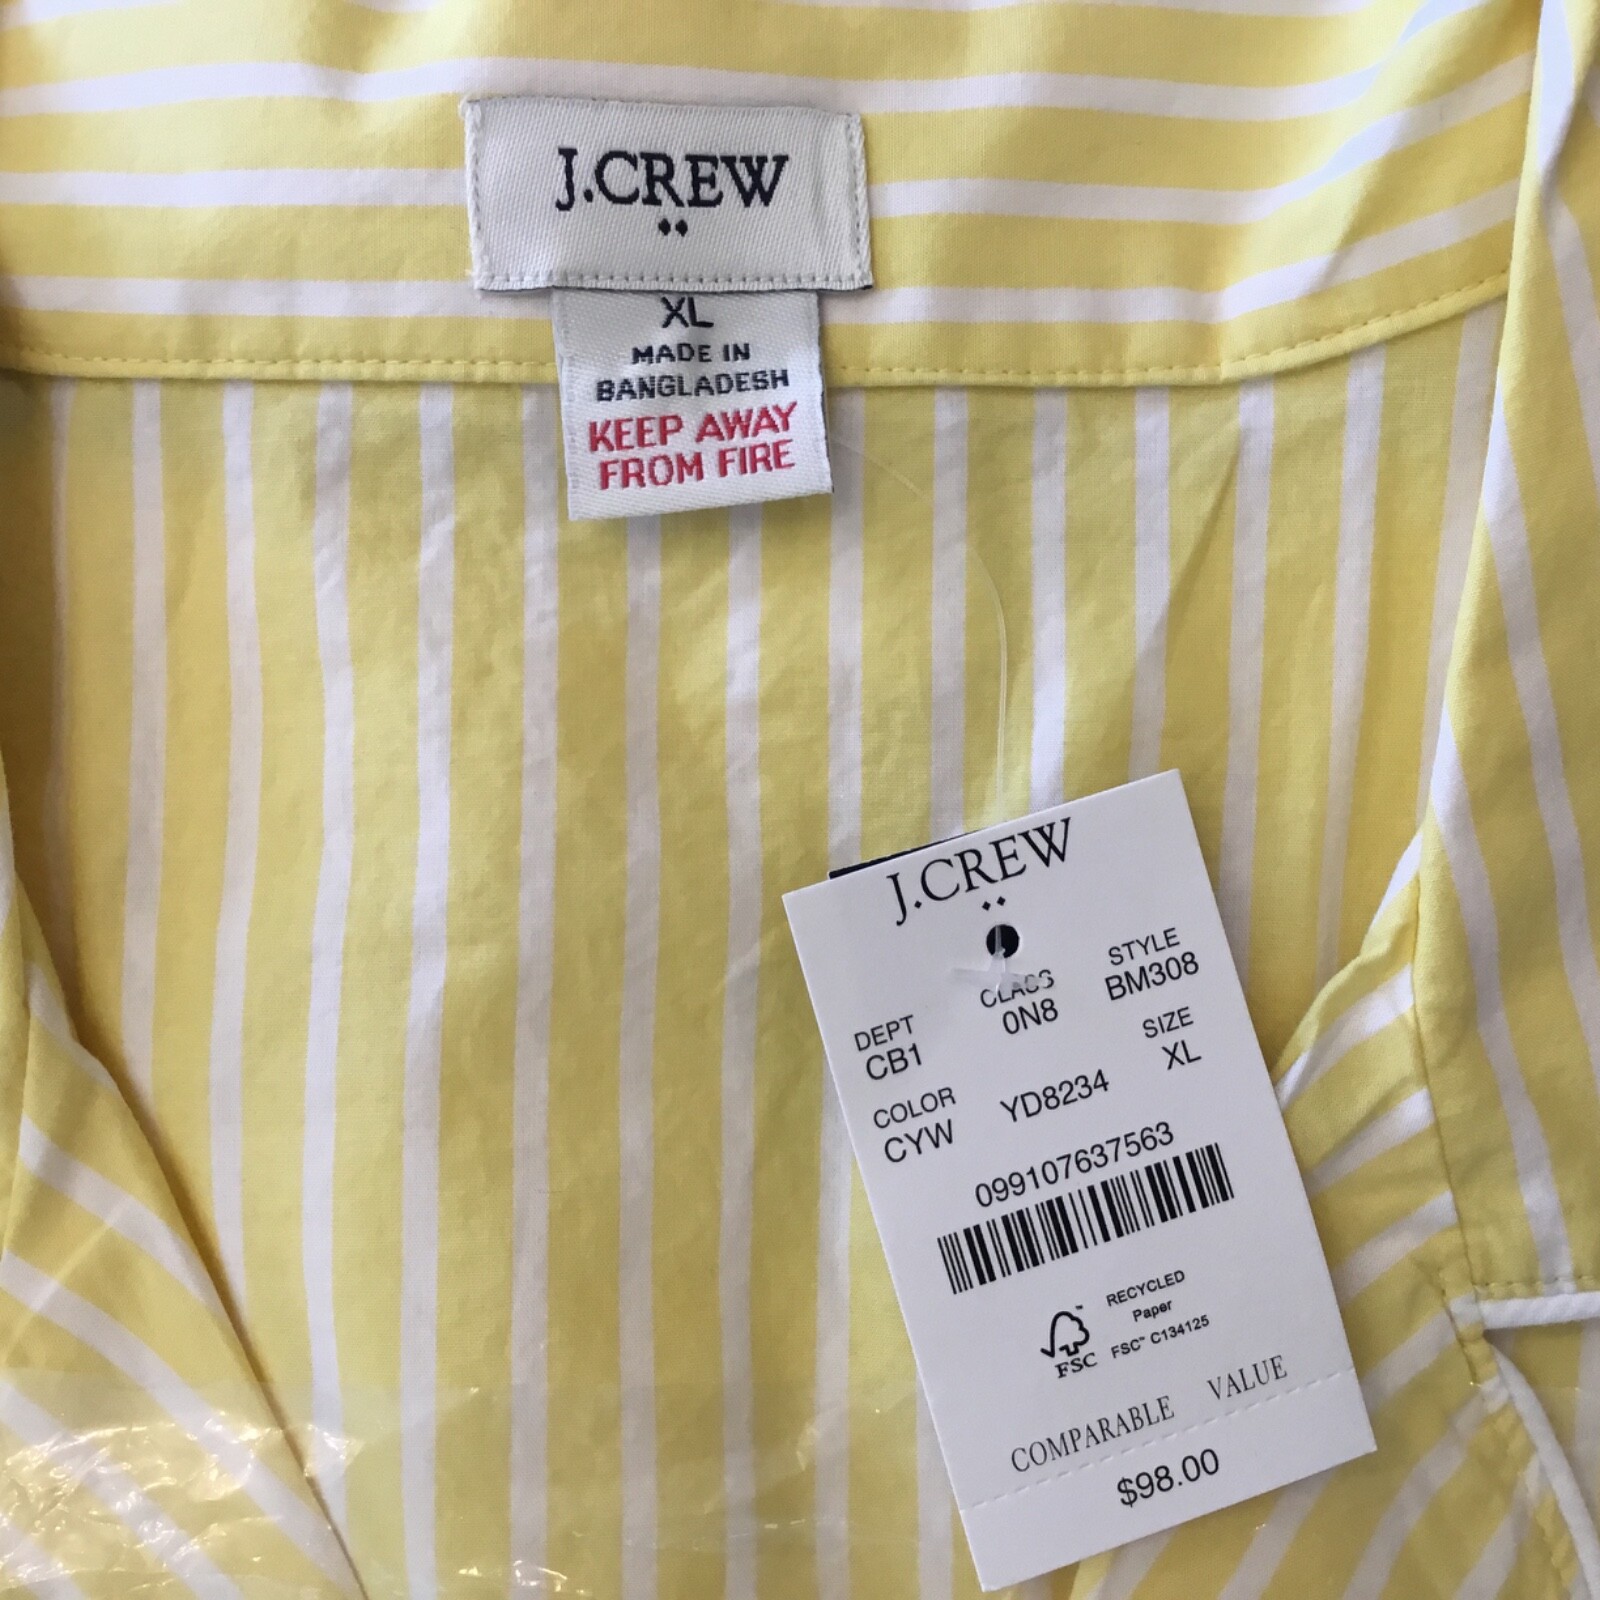 J.CREW
XL
MADE IN
BANGLADESH
KEEP AWAY
FROM FIRE
J.CREW
DEPT CLASS STYLE
CB1 0N8 BM308
COLOR SIZE
CYW YD8234 XL
099107637563
RECYCLED
Paper
FSC™ C134125
FSC
COMPARABLE VALUE
$98.00